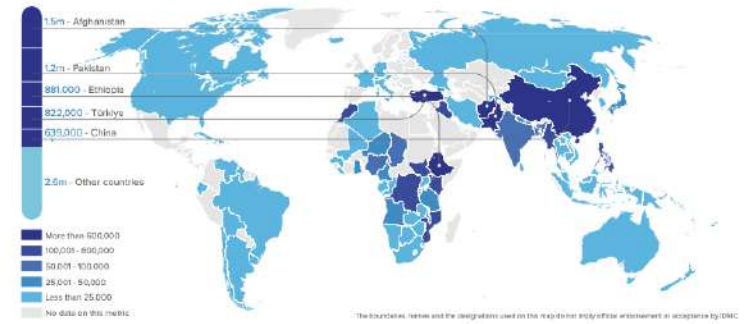 1.5m - Afghanistan
1.2m - Pakistan
881,000 - Ethiopia
822,000 - Türkiye
639,000 - China
2.6m - Other countries
More than 600,000
100,001 - 600,000
50,001 - 100,000
25,001 - 50,000
Less than 25,000
No data on this metric
The boundaries, names and the designations used on this map do not imply official endorsement or acceptance by IDMC